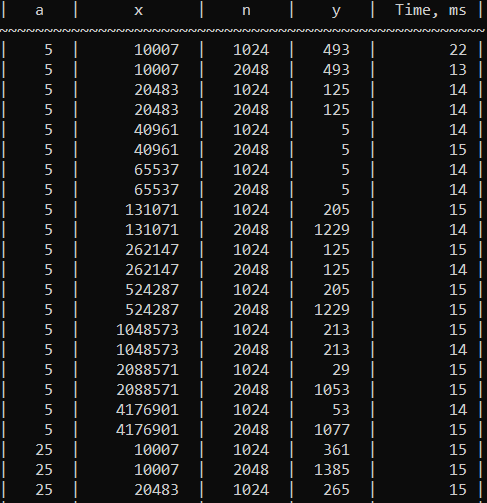 | a | x | n | y | Time, ms |
~~~~~~~~~~~~~~~~~~~~~~~~~~~~~~~~~~~~~~~~~~~~~~~~~~~~~~
| 5 | 10007 | 1024 | 493 | 22 |
| 5 | 10007 | 2048 | 493 | 13 |
| 5 | 20483 | 1024 | 125 | 14 |
| 5 | 20483 | 2048 | 125 | 14 |
| 5 | 40961 | 1024 | 5 | 14 |
| 5 | 40961 | 2048 | 5 | 15 |
| 5 | 65537 | 1024 | 5 | 14 |
| 5 | 65537 | 2048 | 5 | 14 |
| 5 | 131071 | 1024 | 205 | 15 |
| 5 | 131071 | 2048 | 1229 | 14 |
| 5 | 262147 | 1024 | 125 | 15 |
| 5 | 262147 | 2048 | 125 | 14 |
| 5 | 524287 | 1024 | 205 | 15 |
| 5 | 524287 | 2048 | 1229 | 15 |
| 5 | 1048573 | 1024 | 213 | 15 |
| 5 | 1048573 | 2048 | 213 | 14 |
| 5 | 2088571 | 1024 | 29 | 15 |
| 5 | 2088571 | 2048 | 1053 | 15 |
| 5 | 4176901 | 1024 | 53 | 14 |
| 5 | 4176901 | 2048 | 1077 | 15 |
| 25 | 10007 | 1024 | 361 | 15 |
| 25 | 10007 | 2048 | 1385 | 15 |
| 25 | 20483 | 1024 | 265 | 15 |